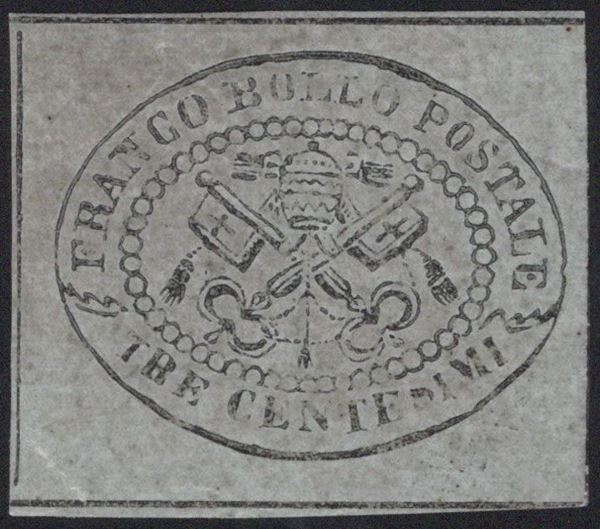 FRANCO BOLLO POSTALE
TRE CENTESIMI